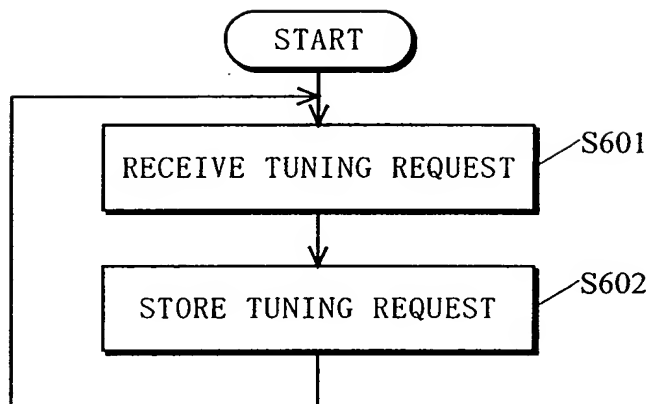 START
RECEIVE TUNING REQUEST
S601
STORE TUNING REQUEST
S602